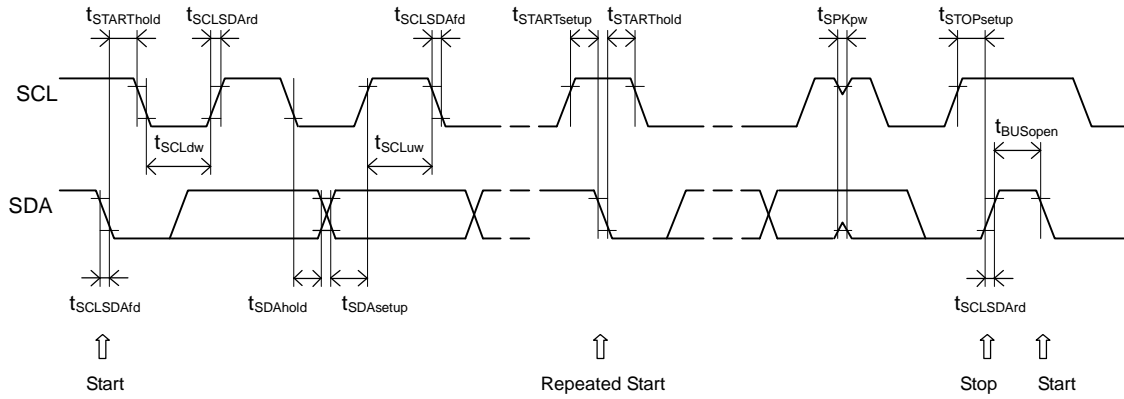 tSTARThold tSCLSDArd tSCLSDAfd tSTARTsetup tSTARThold tSPKpw tSTOPsetup
SCL
tSCLdw tSCLuw tBUSopen
SDA
tSCLSDAfd tSDAhold tSDAsetup tSCLSDArd
Start Repeated Start Stop Start